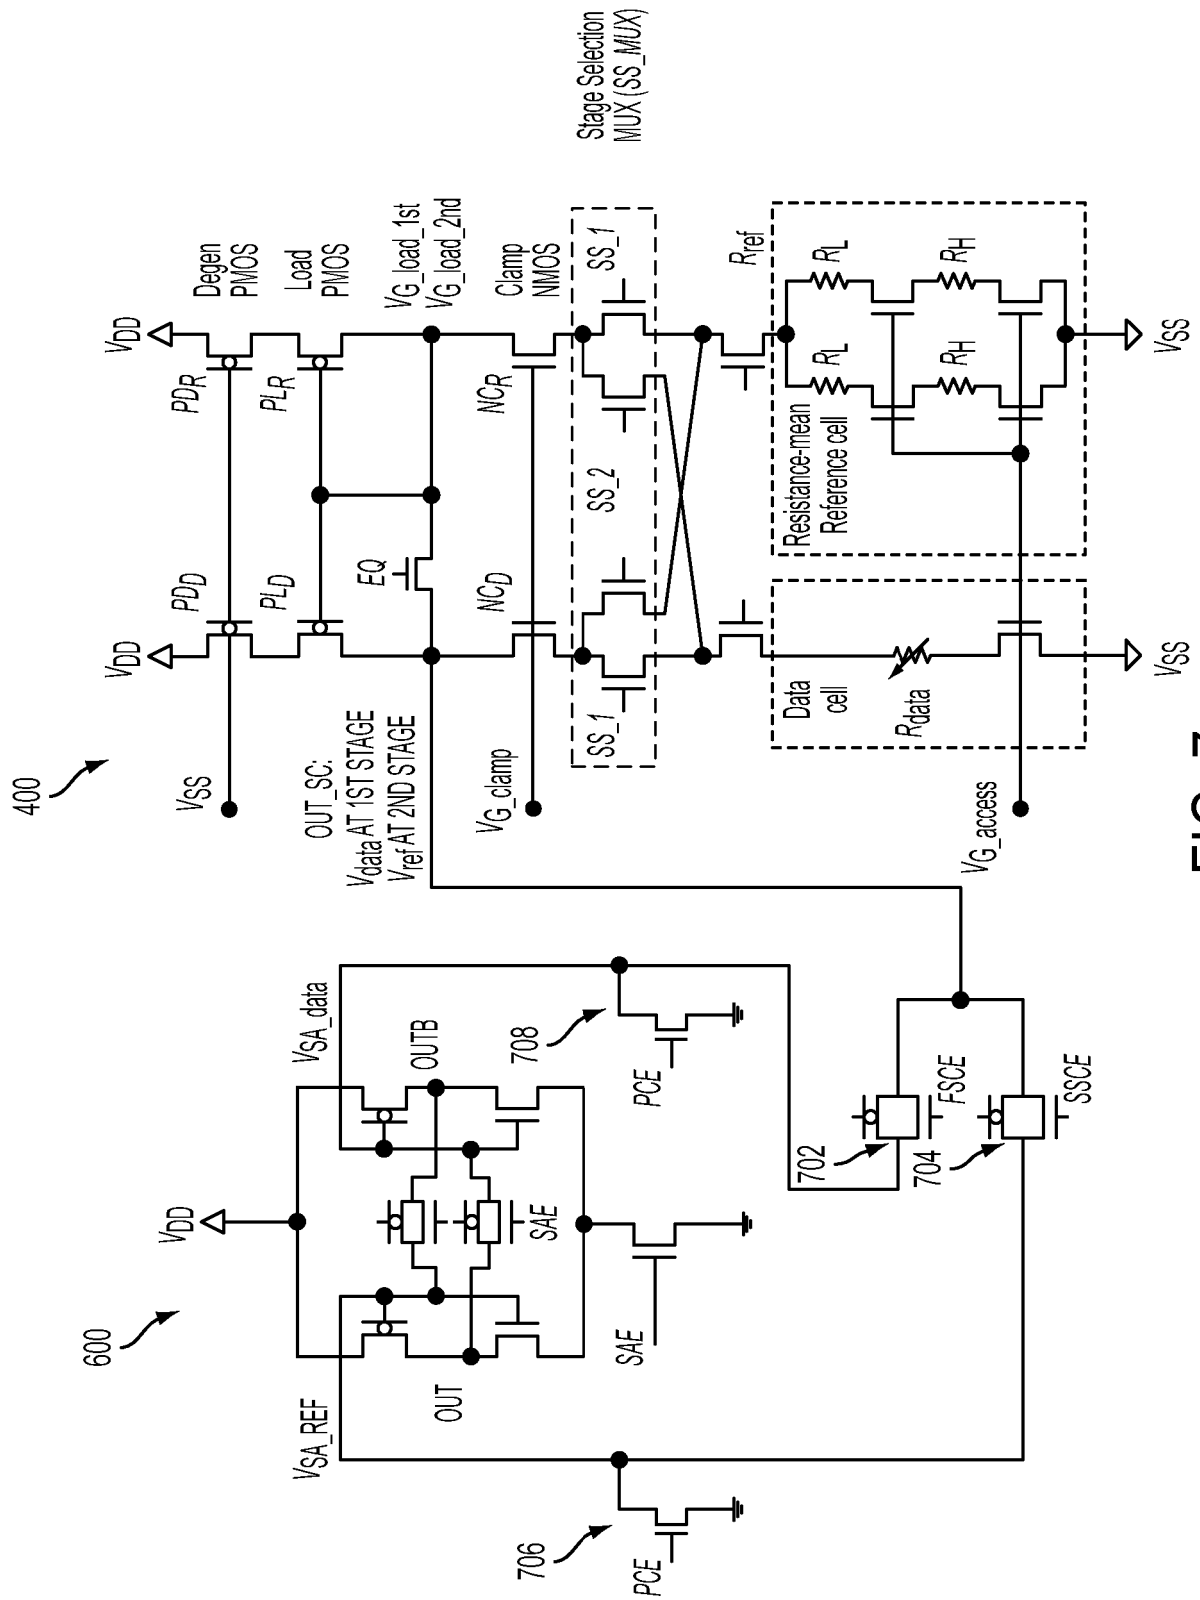 400
600
VDD
VDD
VDD
Degen
PMOS
Load
PMOS
PDR
PDD
PLR
PLD
VSS
VG_load_1st
VG_load_2nd
EQ
OUT_SC:
Vdata AT 1ST STAGE
Vref AT 2ND STAGE
Clamp
NMOS
NCR
NCD
VG_clamp
Stage Selection
MUX (SS_MUX)
SS_1
SS_2
SS_1
Rref
RL
RL
RH
RH
Resistance-mean
Reference cell
Data
cell
Rdata
VG_access
VSS
VSS
VSA_data
VSA_REF
OUTB
OUT
SAE
SAE
708
PCE
706
PCE
702
FSCE
704
SSCE